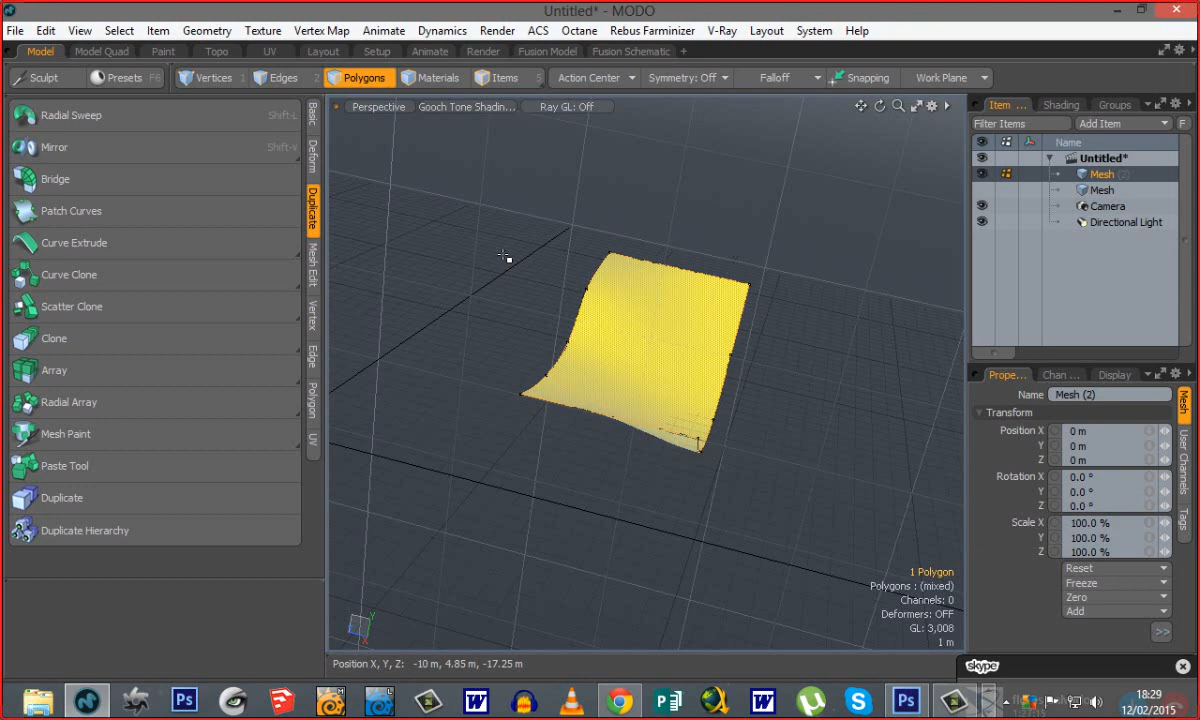 Untitled* - MODO
File Edit View Select Item Geometry Texture Vertex Map Animate Dynamics Render ACS Octane Rebus Farminizer V-Ray Layout System Help
Model Model Quad Paint Topo UV Layout Setup Animate Render Fusion Model Fusion Schematic +
Sculpt Presets F6 Vertices 1 Edges 2 Polygons Materials Items 5 Action Center Symmetry: Off Falloff Snapping Work Plane
Radial Sweep Shift-L
Mirror Shift-V
Bridge
Patch Curves
Curve Extrude
Curve Clone
Scatter Clone
Clone
Array
Radial Array
Mesh Paint
Paste Tool
Duplicate
Duplicate Hierarchy
Basic
Deform
Duplicate
Mesh Edit
Vertex
Edge
Polygon
UV
Perspective Gooch Tone Shadin... Ray GL: Off
1 Polygon
Polygons : (mixed)
Channels: 0
Deformers: OFF
GL: 3,008
1 m
Y
X
Position X, Y, Z: -10 m, 4.85 m, -17.25 m
Item ... Shading Groups
Filter Items Add Item F
Name
Untitled*
Mesh (2)
Mesh
Camera
Directional Light
Prope... Chan ... Display
Name Mesh (2)
Transform
Position X 0 m
Y 0 m
Z 0 m
Rotation X 0.0 °
Y 0.0 °
Z 0.0 °
Scale X 100.0 %
Y 100.0 %
Z 100.0 %
Reset
Freeze
Zero
Add
>>
Mesh
User Channels
Tags
skype
Ps
W
W
Ps
18:29
12/02/2015